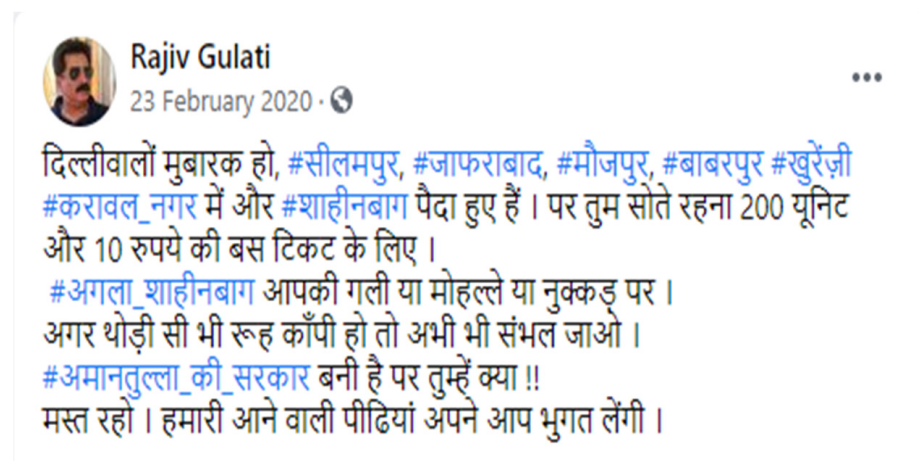 Rajiv Gulati
23 February 2020 ·
दिल्लीवालों मुबारक हो, #सीलमपुर, #जाफराबाद, #मौजपुर, #बाबरपुर #खुरेंज़ी
#करावल_नगर में और #शाहीनबाग पैदा हुए हैं । पर तुम सोते रहना 200 यूनिट
और 10 रुपये की बस टिकट के लिए ।
#अगला_शाहीनबाग आपकी गली या मोहल्ले या नुक्कड़ पर ।
अगर थोड़ी सी भी रूह काँपी हो तो अभी भी संभल जाओ ।
#अमानतुल्ला_की_सरकार बनी है पर तुम्हें क्या !!
मस्त रहो । हमारी आने वाली पीढियां अपने आप भुगत लेंगी ।